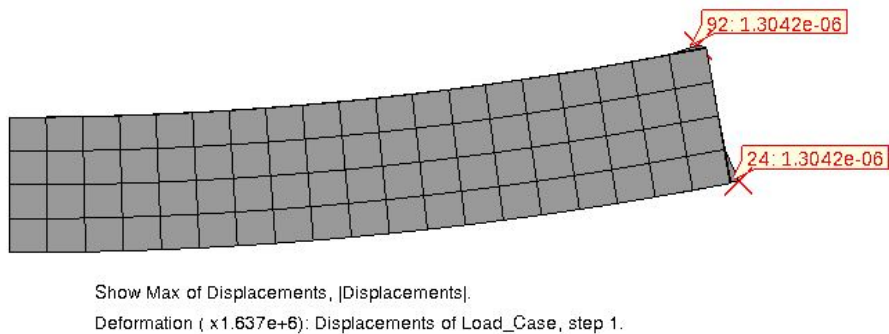 92: 1.3042e-06
24: 1.3042e-06
Show Max of Displacements, |Displacements|.
Deformation ( x1.637e+6): Displacements of Load_Case, step 1.